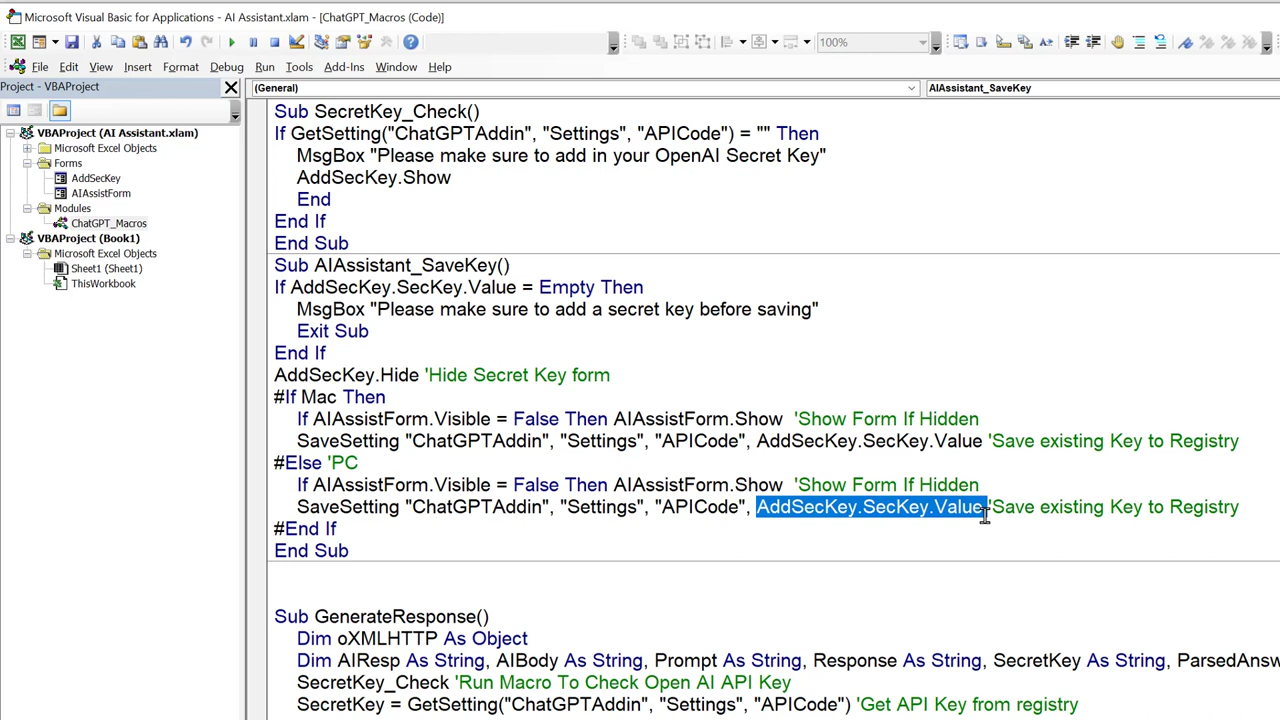 Microsoft Visual Basic for Applications - AI Assistant.xlam - [ChatGPT_Macros (Code)]
100%
File Edit View Insert Format Debug Run Tools Add-Ins Window Help
Project - VBAProject
VBAProject (AI Assistant.xlam)
Microsoft Excel Objects
Forms
AddSecKey
AIAssistForm
Modules
ChatGPT_Macros
VBAProject (Book1)
Microsoft Excel Objects
Sheet1 (Sheet1)
ThisWorkbook
(General)
AIAssistant_SaveKey
Sub SecretKey_Check()
If GetSetting("ChatGPTAddin", "Settings", "APICode") = "" Then
MsgBox "Please make sure to add in your OpenAI Secret Key"
AddSecKey.Show
End
End If
End Sub
Sub AIAssistant_SaveKey()
If AddSecKey.SecKey.Value = Empty Then
MsgBox "Please make sure to add a secret key before saving"
Exit Sub
End If
AddSecKey.Hide 'Hide Secret Key form
#If Mac Then
If AIAssistForm.Visible = False Then AIAssistForm.Show 'Show Form If Hidden
SaveSetting "ChatGPTAddin", "Settings", "APICode", AddSecKey.SecKey.Value 'Save existing Key to Registry
#Else 'PC
If AIAssistForm.Visible = False Then AIAssistForm.Show 'Show Form If Hidden
SaveSetting "ChatGPTAddin", "Settings", "APICode", AddSecKey.SecKey.Value 'Save existing Key to Registry
#End If
End Sub
Sub GenerateResponse()
Dim oXMLHTTP As Object
Dim AIResp As String, AIBody As String, Prompt As String, Response As String, SecretKey As String, ParsedAnsw
SecretKey_Check 'Run Macro To Check Open AI API Key
SecretKey = GetSetting("ChatGPTAddin", "Settings", "APICode") 'Get API Key from registry